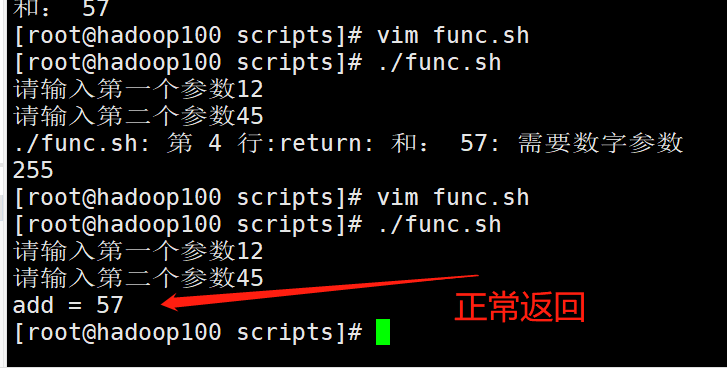 和： 57
[root@hadoop100 scripts]# vim func.sh
[root@hadoop100 scripts]# ./func.sh
请输入第一个参数12
请输入第二个参数45
./func.sh: 第 4 行:return: 和： 57: 需要数字参数
255
[root@hadoop100 scripts]# vim func.sh
[root@hadoop100 scripts]# ./func.sh
请输入第一个参数12
请输入第二个参数45
add = 57
正常返回
[root@hadoop100 scripts]#